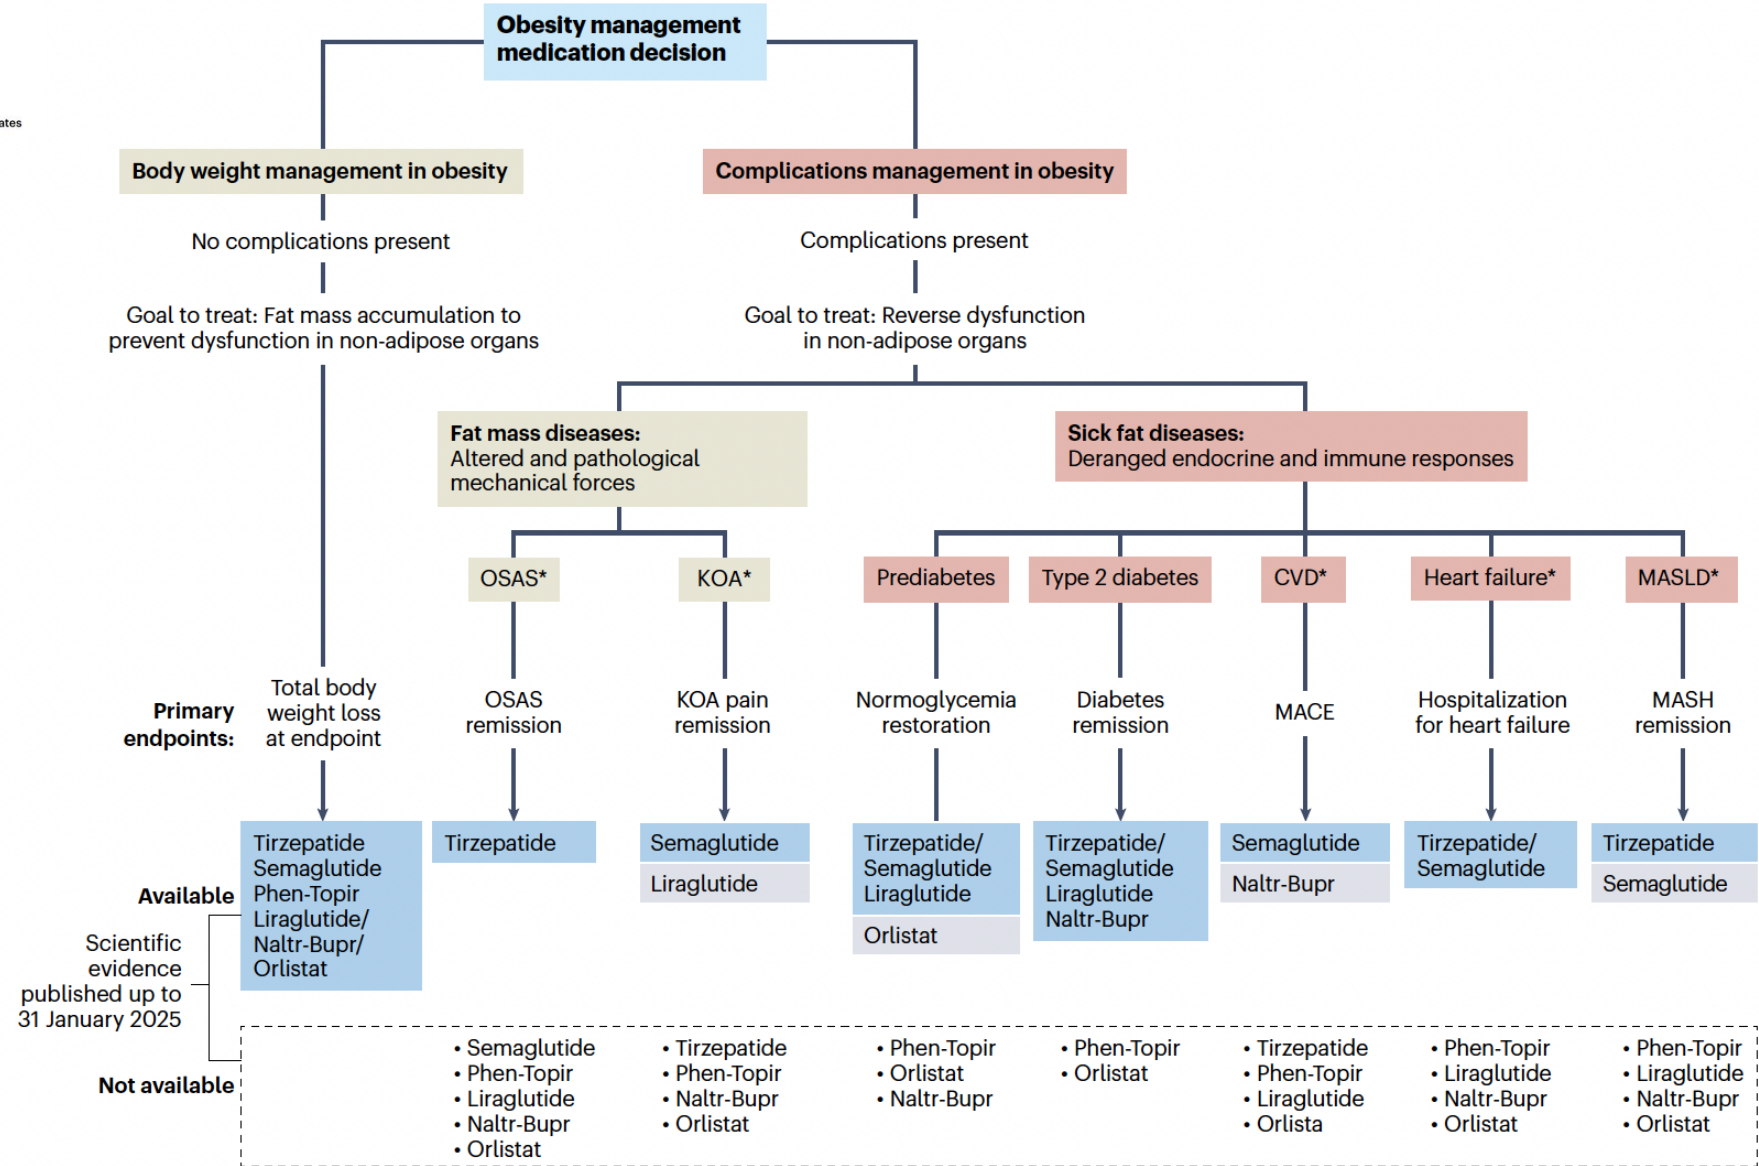 Obesity management
medication decision
ates
Body weight management in obesity
Complications management in obesity
No complications present
Complications present
Goal to treat: Fat mass accumulation to
prevent dysfunction in non-adipose organs
Goal to treat: Reverse dysfunction
in non-adipose organs
Fat mass diseases:
Altered and pathological
mechanical forces
Sick fat diseases:
Deranged endocrine and immune responses
OSAS*
KOA*
Prediabetes
Type 2 diabetes
CVD*
Heart failure*
MASLD*
Primary
endpoints:
Total body
weight loss
at endpoint
OSAS
remission
KOA pain
remission
Normoglycemia
restoration
Diabetes
remission
MACE
Hospitalization
for heart failure
MASH
remission
Available
Tirzepatide
Semaglutide
Phen-Topir
Liraglutide/
Naltr-Bupr/
Orlistat
Tirzepatide
Semaglutide
Liraglutide
Tirzepatide/
Semaglutide
Liraglutide
Orlistat
Tirzepatide/
Semaglutide
Liraglutide
Naltr-Bupr
Semaglutide
Naltr-Bupr
Tirzepatide/
Semaglutide
Tirzepatide
Semaglutide
Scientific
evidence
published up to
31 January 2025
Not available
• Semaglutide
• Phen-Topir
• Liraglutide
• Naltr-Bupr
• Orlistat
• Tirzepatide
• Phen-Topir
• Naltr-Bupr
• Orlistat
• Phen-Topir
• Orlistat
• Naltr-Bupr
• Phen-Topir
• Orlistat
• Tirzepatide
• Phen-Topir
• Liraglutide
• Orlista
• Phen-Topir
• Liraglutide
• Naltr-Bupr
• Orlistat
• Phen-Topir
• Liraglutide
• Naltr-Bupr
• Orlistat